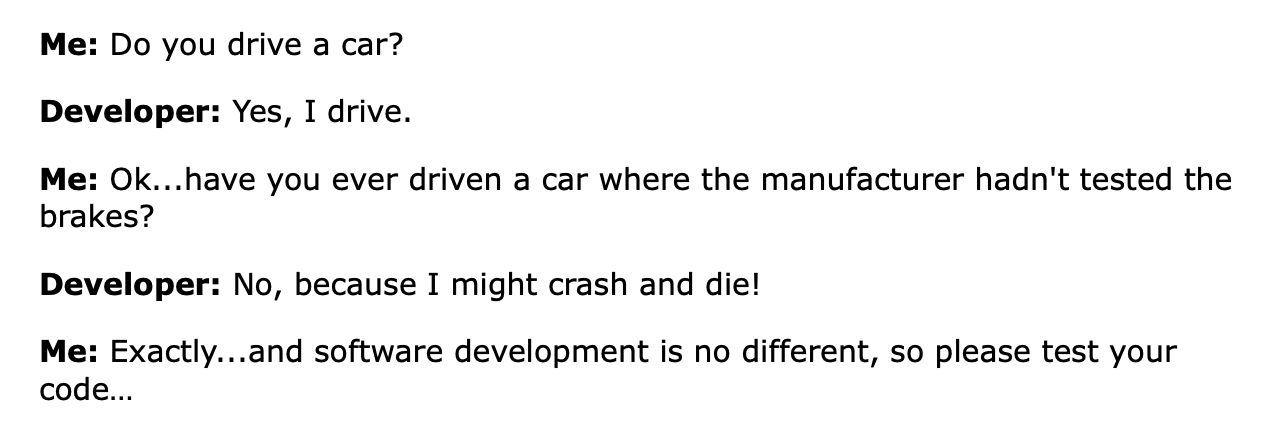 Me: Do you drive a car?
Developer: Yes, I drive.
Me: Ok...have you ever driven a car where the manufacturer hadn't tested the
brakes?
Developer: No, because I might crash and die!
Me: Exactly...and software development is no different, so please test your
code…